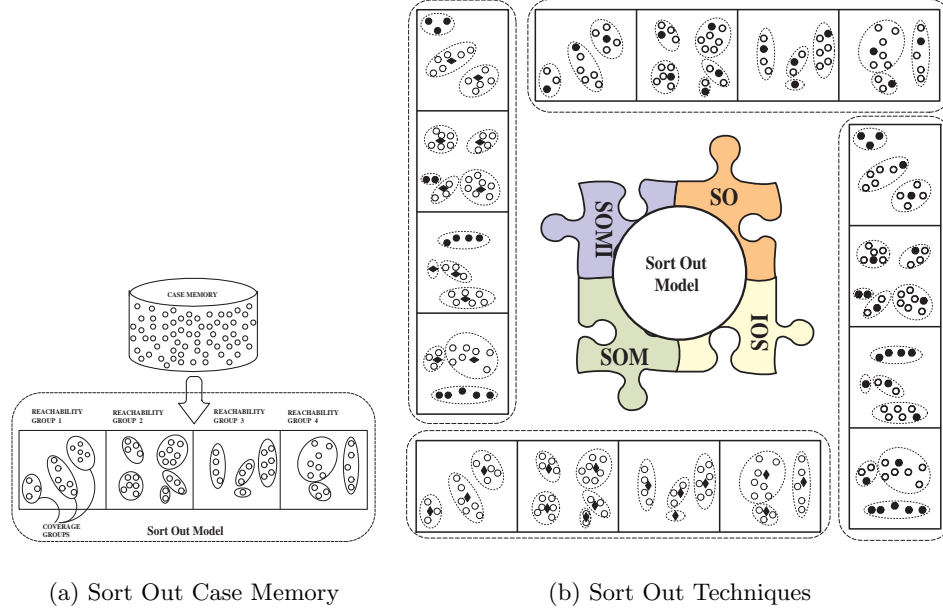 CASE MEMORY
REACHABILITY
GROUP 1
REACHABILITY
GROUP 2
REACHABILITY
GROUP 3
REACHABILITY
GROUP 4
COVERAGE
GROUPS
Sort Out Model
SOMI
SO
Sort Out
Model
SOM
IOS
(a) Sort Out Case Memory
(b) Sort Out Techniques